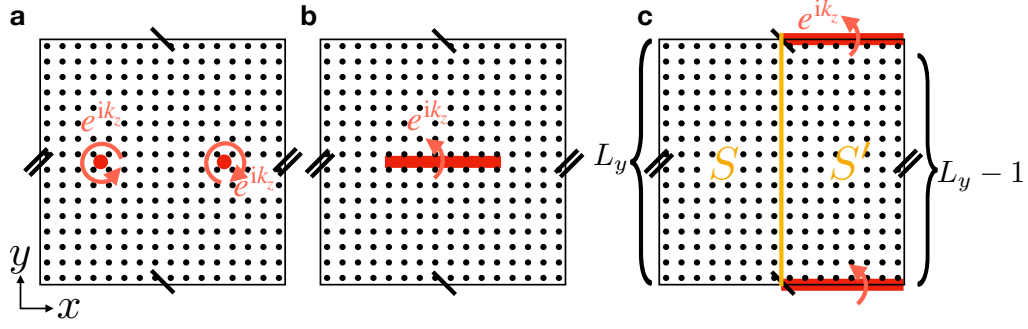 a
b
c
e^{ik_z}
e^{ik_z}
e^{ik_z}
e^{ik_z}
L_y
S
S′
L_y − 1
y
x